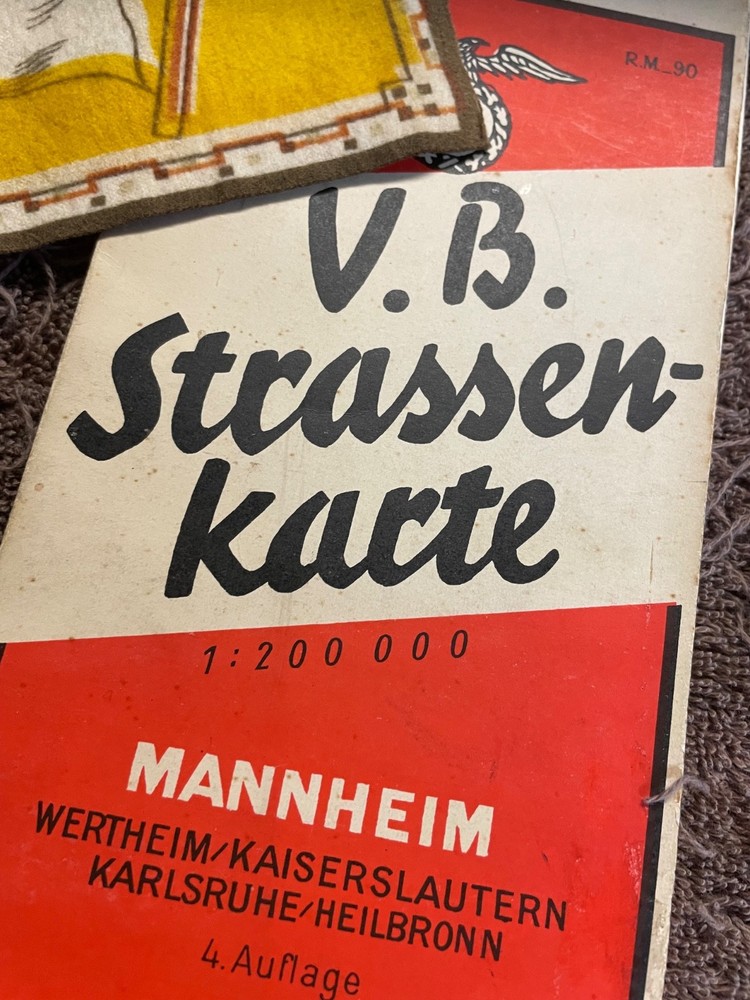 R.M_90
V.B.
Strassen-
karte
1:200 000
MANNHEIM
WERTHEIM/KAISERSLAUTERN
KARLSRUHE/HEILBRONN
4. Auflage